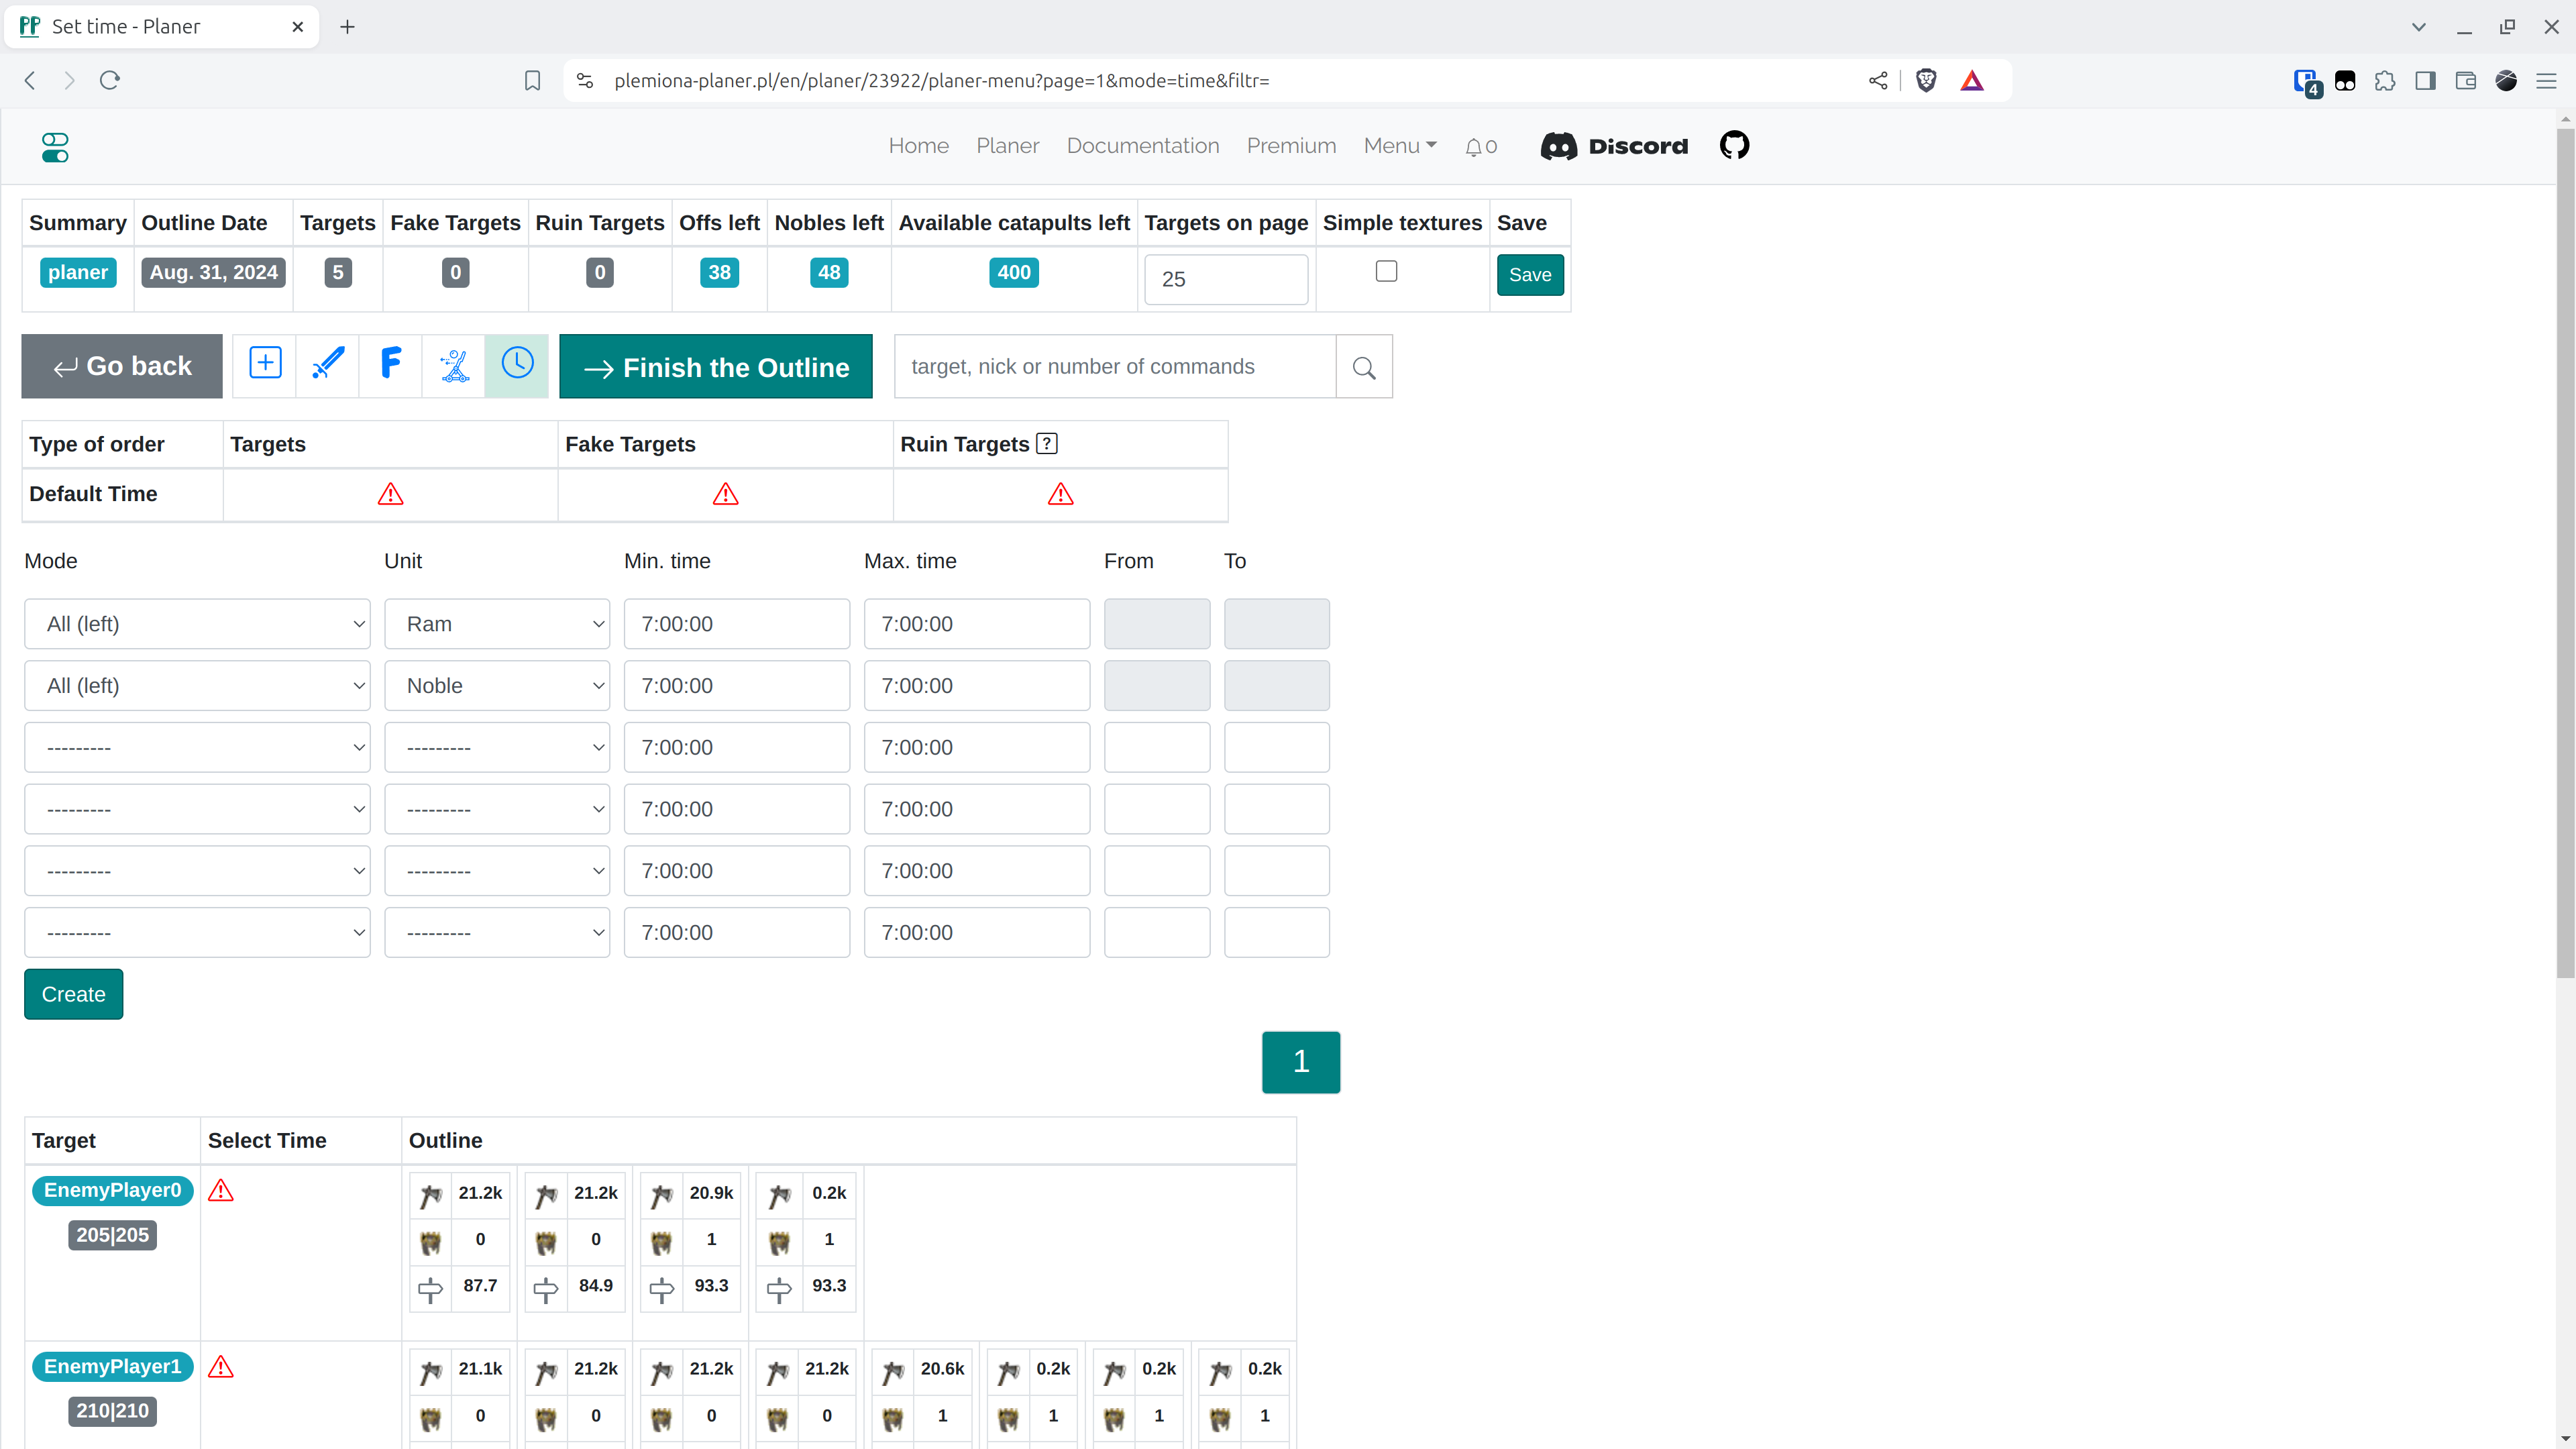 Set time - Planer
plemiona-planer.pl/en/planer/23922/planer-menu?page=1&mode=time&filtr=
4
Home Planer Documentation Premium Menu 0 Discord
Summary Outline Date Targets Fake Targets Ruin Targets Offs left Nobles left Available catapults left Targets on page Simple textures Save
planer Aug. 31, 2024 5 0 0 38 48 400 25 Save
Go back F Finish the Outline target, nick or number of commands
Type of order Targets Fake Targets Ruin Targets ?
Default Time
Mode Unit Min. time Max. time From To
All (left) Ram 7:00:00 7:00:00
All (left) Noble 7:00:00 7:00:00
--------- --------- 7:00:00 7:00:00
--------- --------- 7:00:00 7:00:00
--------- --------- 7:00:00 7:00:00
--------- --------- 7:00:00 7:00:00
Create
1
Target Select Time Outline
EnemyPlayer0 21.2k 21.2k 20.9k 0.2k
205|205 0 0 1 1
87.7 84.9 93.3 93.3
EnemyPlayer1 21.1k 21.2k 21.2k 21.2k 20.6k 0.2k 0.2k 0.2k
210|210 0 0 0 0 1 1 1 1